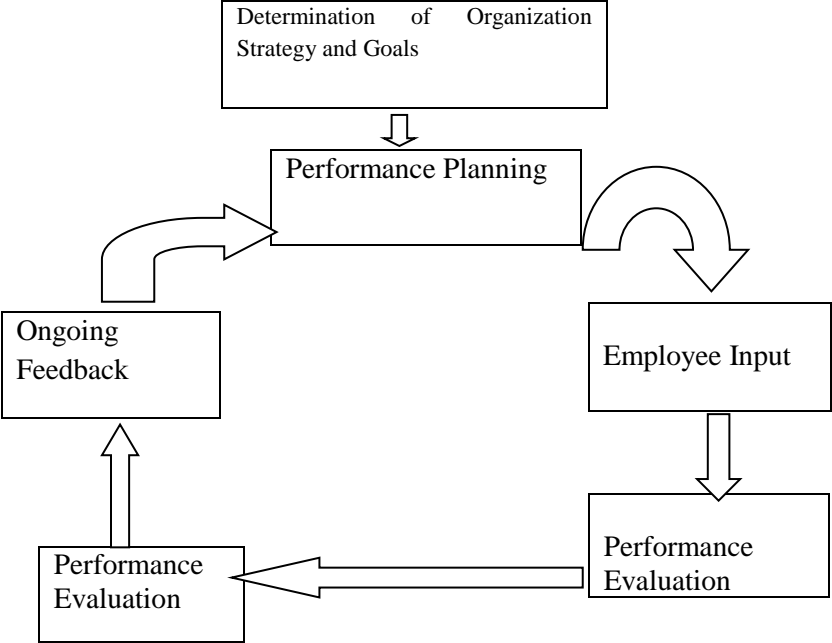 Determination of Organization
Strategy and Goals
Performance Planning
Employee Input
Performance
Evaluation
Performance
Evaluation
Ongoing
Feedback